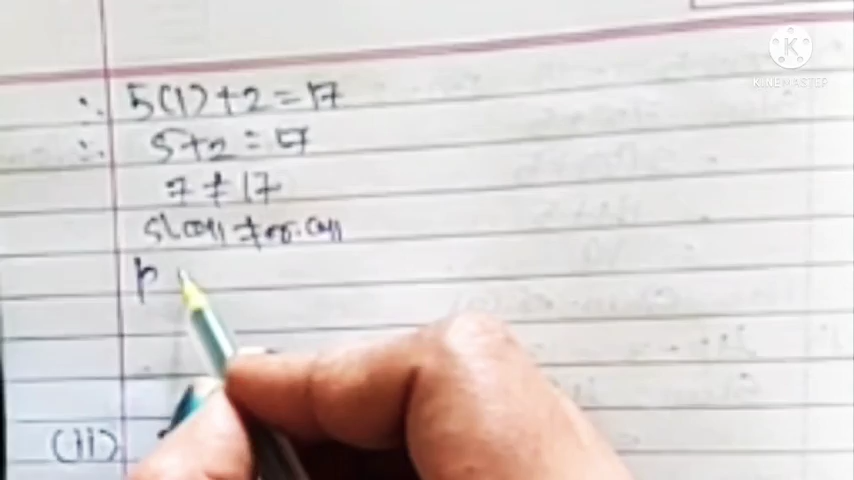 KINEMASTER
∴ 5(1)+2=17
∴ 5+2=17
7≠17
p
(ii)